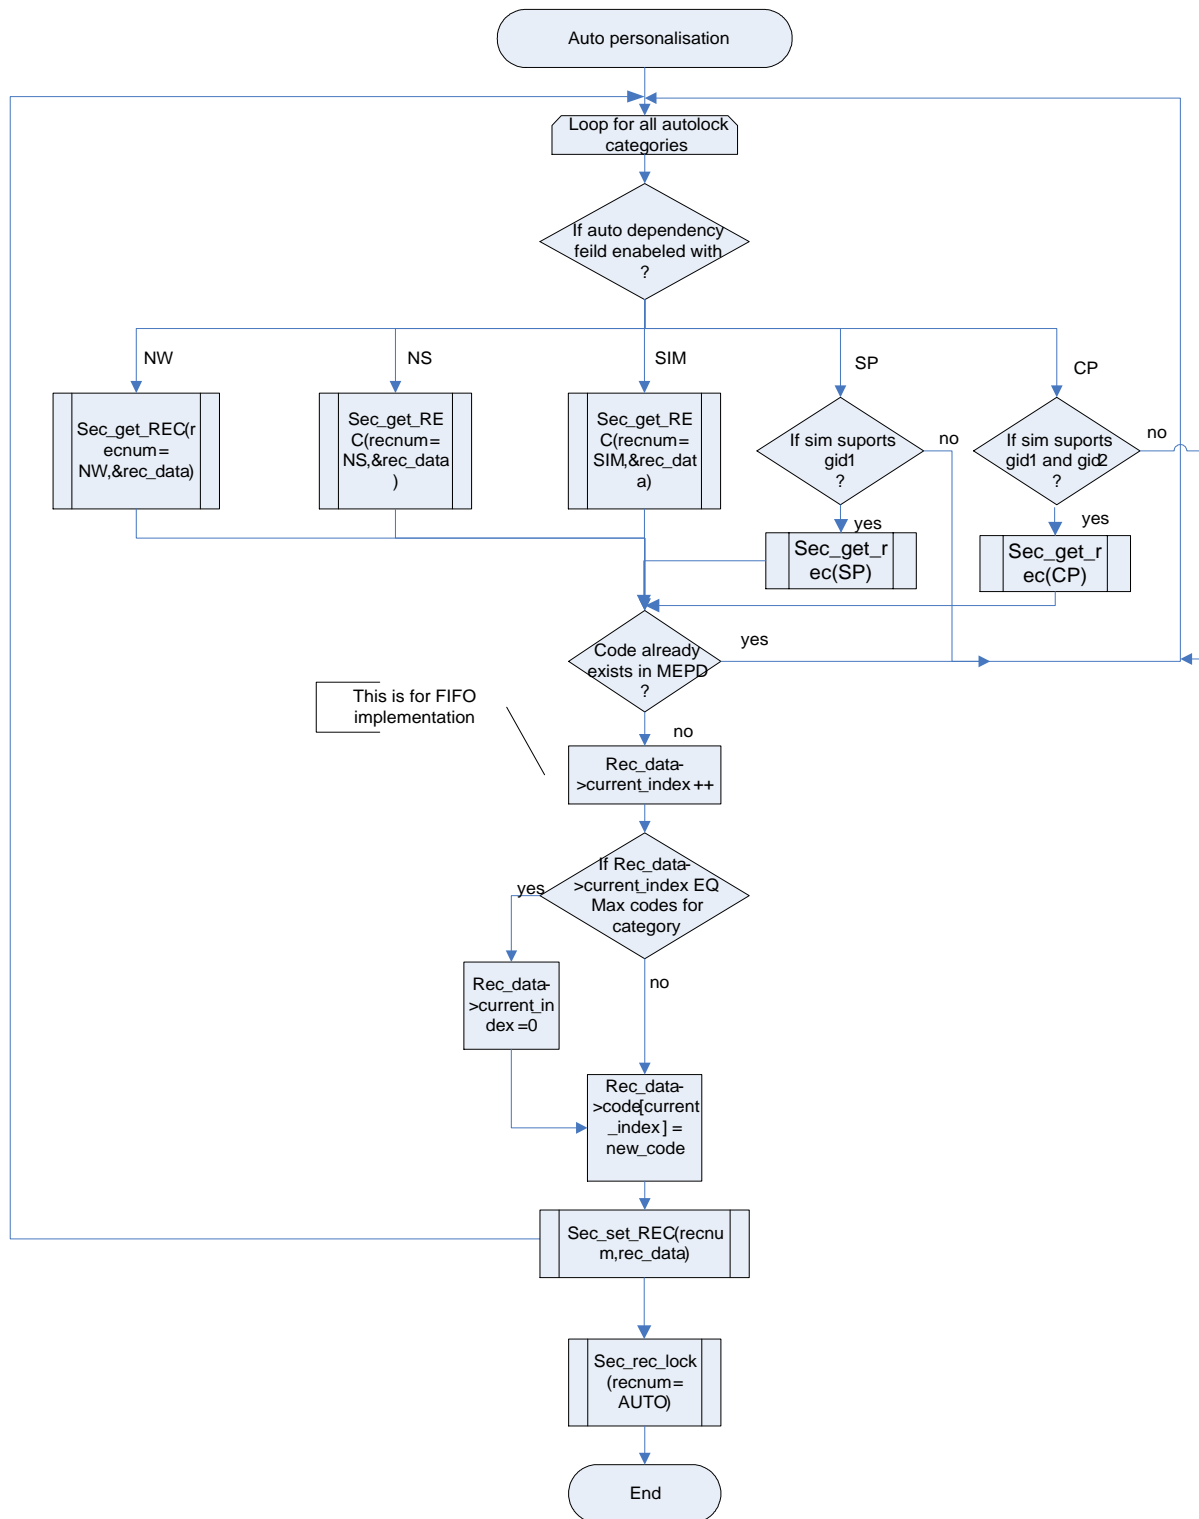 Auto personalisation
Loop for all autolock
categories
If auto dependency
feild enabeled with
?
NW
NS
SIM
SP
CP
Sec_get_REC(r
ecnum=
NW,&rec_data)
Sec_get_RE
C(recnum=
NS,&rec_data
)
Sec_get_RE
C(recnum=
SIM,&rec_dat
a)
If sim suports
gid1
?
no
If sim suports
gid1 and gid2
?
no
yes
yes
Sec_get_r
ec(SP)
Sec_get_r
ec(CP)
Code already
exists in MEPD
?
yes
This is for FIFO
implementation
no
Rec_data-
>current_index++
If Rec_data-
>current_index EQ
Max codes for
category
yes
no
Rec_data-
>current_in
dex=0
Rec_data-
>code[current
_index] =
new_code
Sec_set_REC(recnu
m,rec_data)
Sec_rec_lock
(recnum=
AUTO)
End